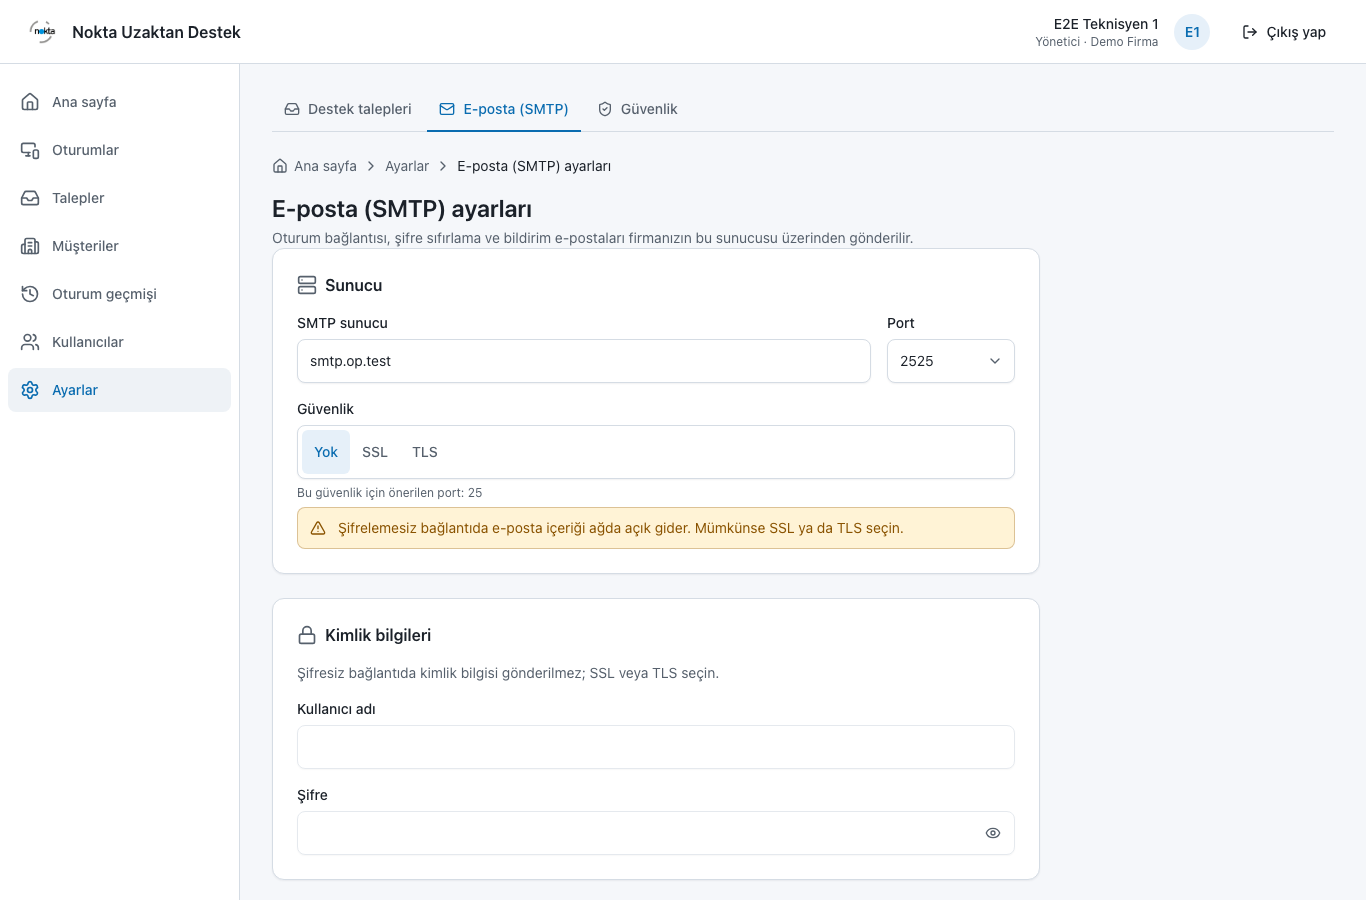 nokta
Nokta Uzaktan Destek
E2E Teknisyen 1
Yönetici · Demo Firma
E1
Çıkış yap
Ana sayfa
Oturumlar
Talepler
Müşteriler
Oturum geçmişi
Kullanıcılar
Ayarlar
Destek talepleri
E-posta (SMTP)
Güvenlik
Ana sayfa > Ayarlar > E-posta (SMTP) ayarları
E-posta (SMTP) ayarları
Oturum bağlantısı, şifre sıfırlama ve bildirim e-postaları firmanızın bu sunucusu üzerinden gönderilir.
Sunucu
SMTP sunucu
Port
smtp.op.test
2525
Güvenlik
Yok SSL TLS
Bu güvenlik için önerilen port: 25
Şifrelemesiz bağlantıda e-posta içeriği ağda açık gider. Mümkünse SSL ya da TLS seçin.
Kimlik bilgileri
Şifresiz bağlantıda kimlik bilgisi gönderilmez; SSL veya TLS seçin.
Kullanıcı adı
Şifre